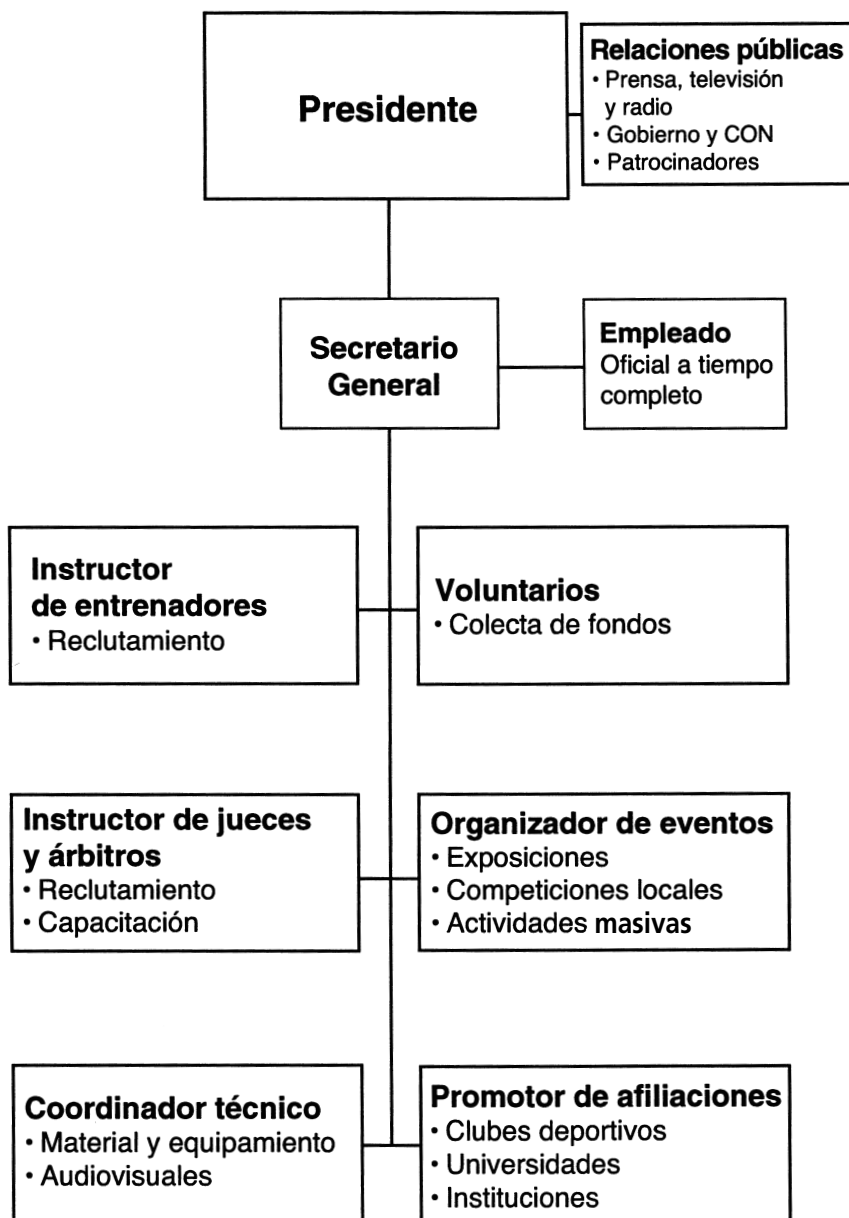 Presidente
Relaciones públicas
• Prensa, televisión
y radio
• Gobierno y CON
• Patrocinadores
Secretario
General
Empleado
Oficial a tiempo
completo
Instructor
de entrenadores
• Reclutamiento
Voluntarios
• Colecta de fondos
Instructor de jueces
y árbitros
• Reclutamiento
• Capacitación
Organizador de eventos
• Exposiciones
• Competiciones locales
• Actividades masivas
Coordinador técnico
• Material y equipamiento
• Audiovisuales
Promotor de afiliaciones
• Clubes deportivos
• Universidades
• Instituciones